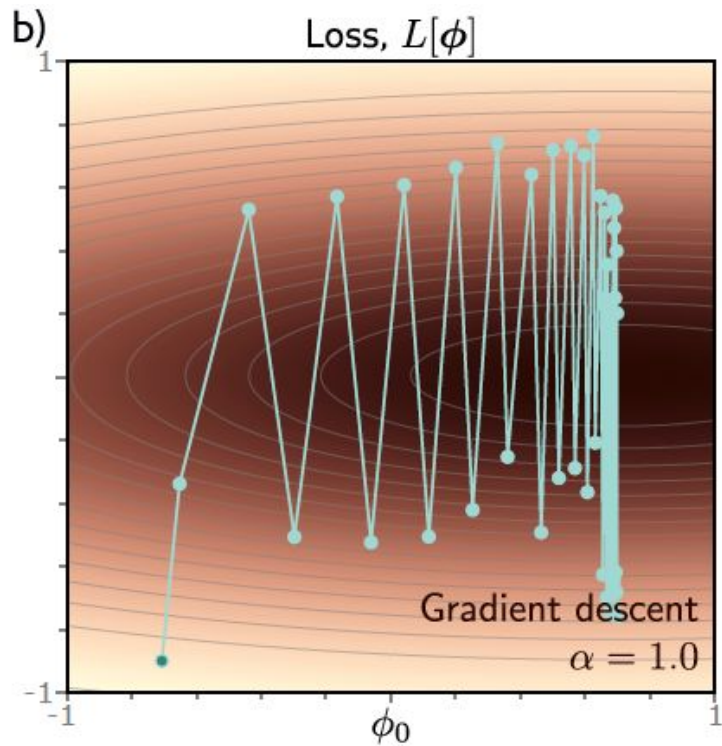 b)
Loss, L[ϕ]
1
Gradient descent
α = 1.0
-1
-1
ϕ₀
1